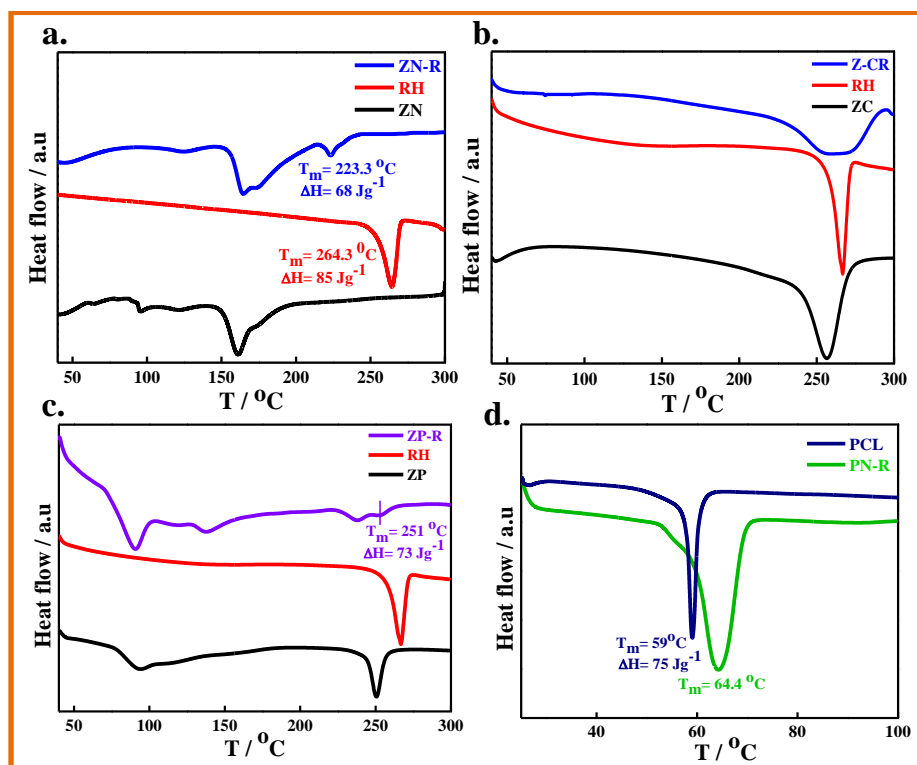 a.
ZN-R
RH
ZN
Tm= 223.3 oC
ΔH= 68 Jg-1
Tm= 264.3 0C
ΔH= 85 Jg-1
Heat flow / a.u
50 100 150 200 250 300
T / oC
b.
Z-CR
RH
ZC
Heat flow / a.u
50 100 150 200 250 300
T / oC
c.
ZP-R
RH
ZP
Tm= 251 oC
ΔH= 73 Jg-1
Heat flow / a.u
50 100 150 200 250 300
T / oC
d.
PCL
PN-R
Tm= 59oC
ΔH= 75 Jg-1
Tm= 64.4 oC
Heat flow / a.u
40 60 80 100
T / oC